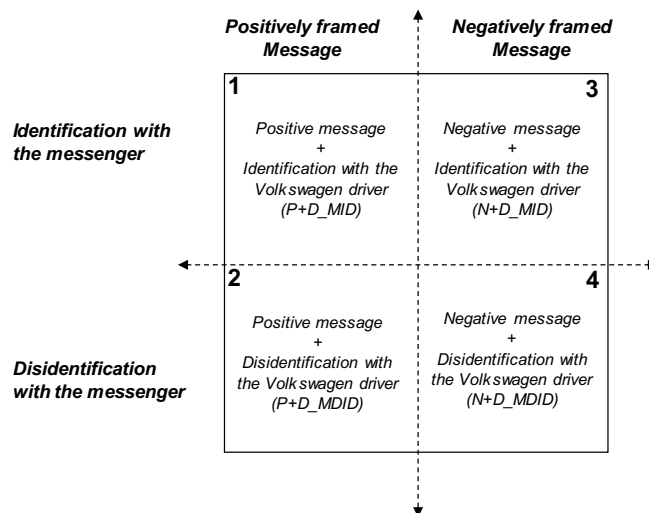 Positively framed
Message
Negatively framed
Message
Identification with
the messenger
1
Positive message
+
Identification with the
Volkswagen driver
(P+D_MID)
3
Negative message
+
Identification with the
Volkswagen driver
(N+D_MID)
Disidentification
with the messenger
2
Positive message
+
Disidentification with
the Volkswagen driver
(P+D_MDID)
4
Negative message
+
Disidentification with
the Volkswagen driver
(N+D_MDID)